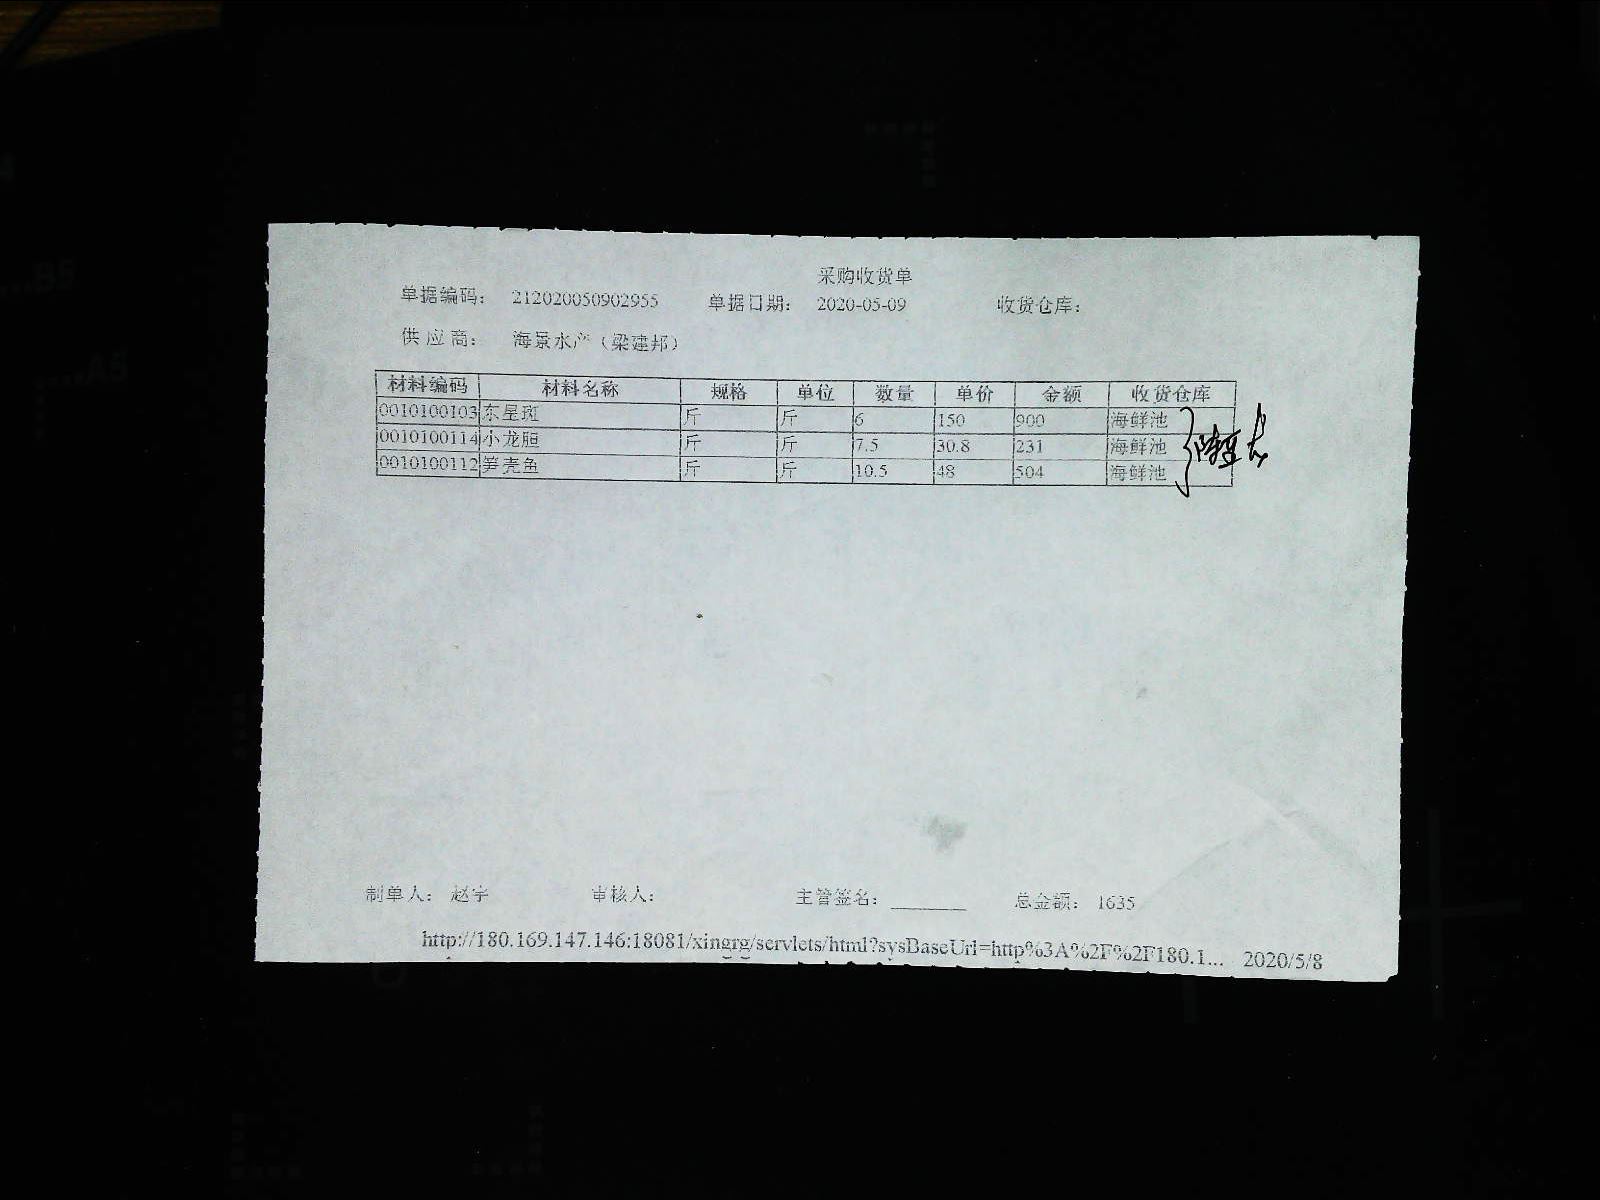 采购收货单
单据编码： 212020050902955 单据日期： 2020-05-09 收货仓库：
供应商： 海景水产（梁建邦）
材料编码 材料名称 规格 单位 数量 单价 金额 收货仓库
0010100103 东星斑 斤 斤 6 150 900 海鲜池
0010100114 小龙胆 斤 斤 7.5 30.8 231 海鲜池
0010100112 笋壳鱼 斤 斤 10.5 48 504 海鲜池
制单人： 赵宇 审核人： 主管签名：_______ 总金额： 1635
http://180.169.147.146:18081/xingrg/servlets/html?sysBaseUrl=http%3A%2F%2F180.1... 2020/5/8